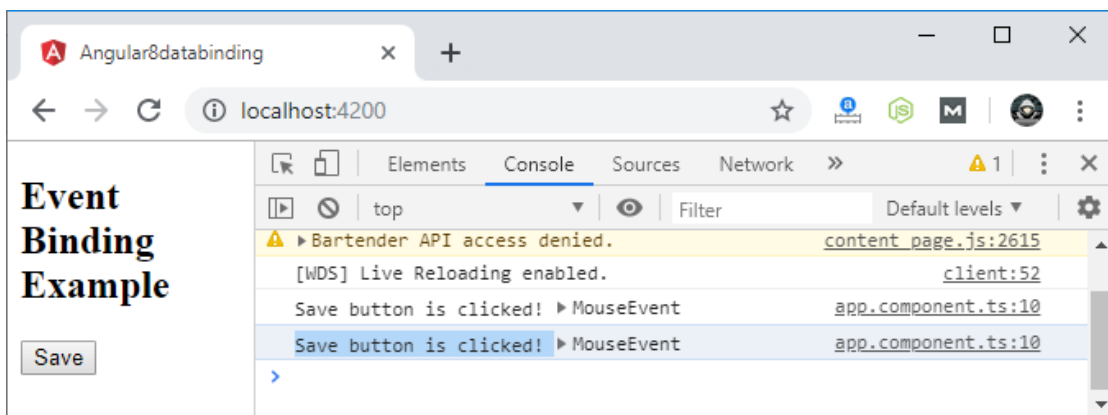 Angular8databinding
localhost:4200
a
JS
M
Elements Console Sources Network 1
top Filter Default levels
Bartender API access denied. content_page.js:2615
[WDS] Live Reloading enabled. client:52
Save button is clicked! MouseEvent app.component.ts:10
Save button is clicked! MouseEvent app.component.ts:10
Event
Binding
Example
Save